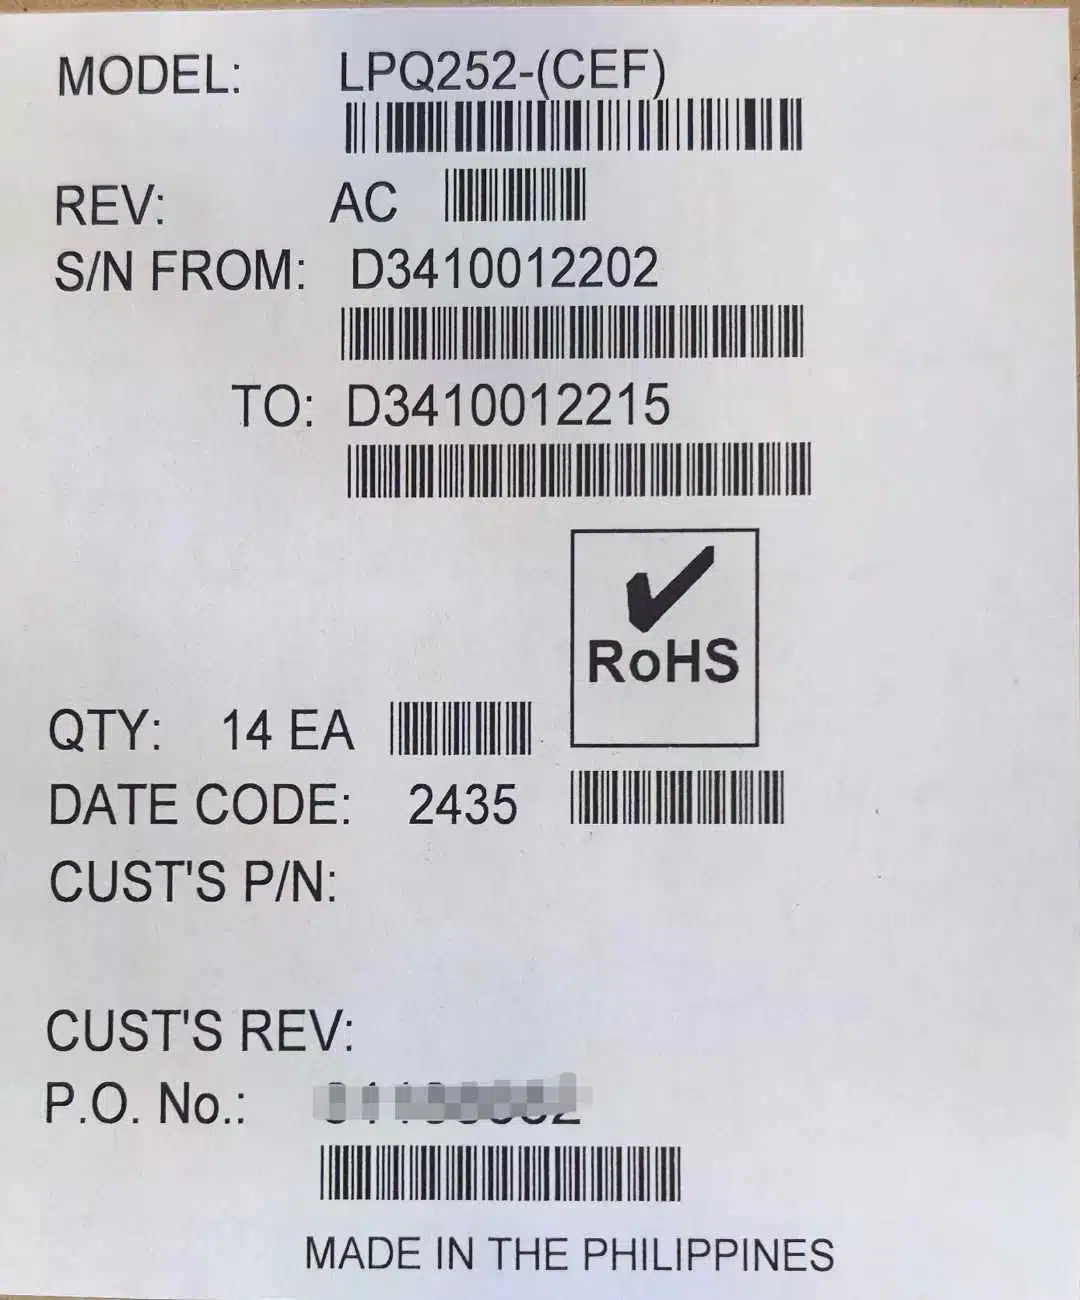 MODEL: LPQ252-(CEF)
REV: AC
S/N FROM: D3410012202
TO: D3410012215
RoHS
QTY: 14 EA
DATE CODE: 2435
CUST'S P/N:
CUST'S REV:
P.O. No.:
MADE IN THE PHILIPPINES